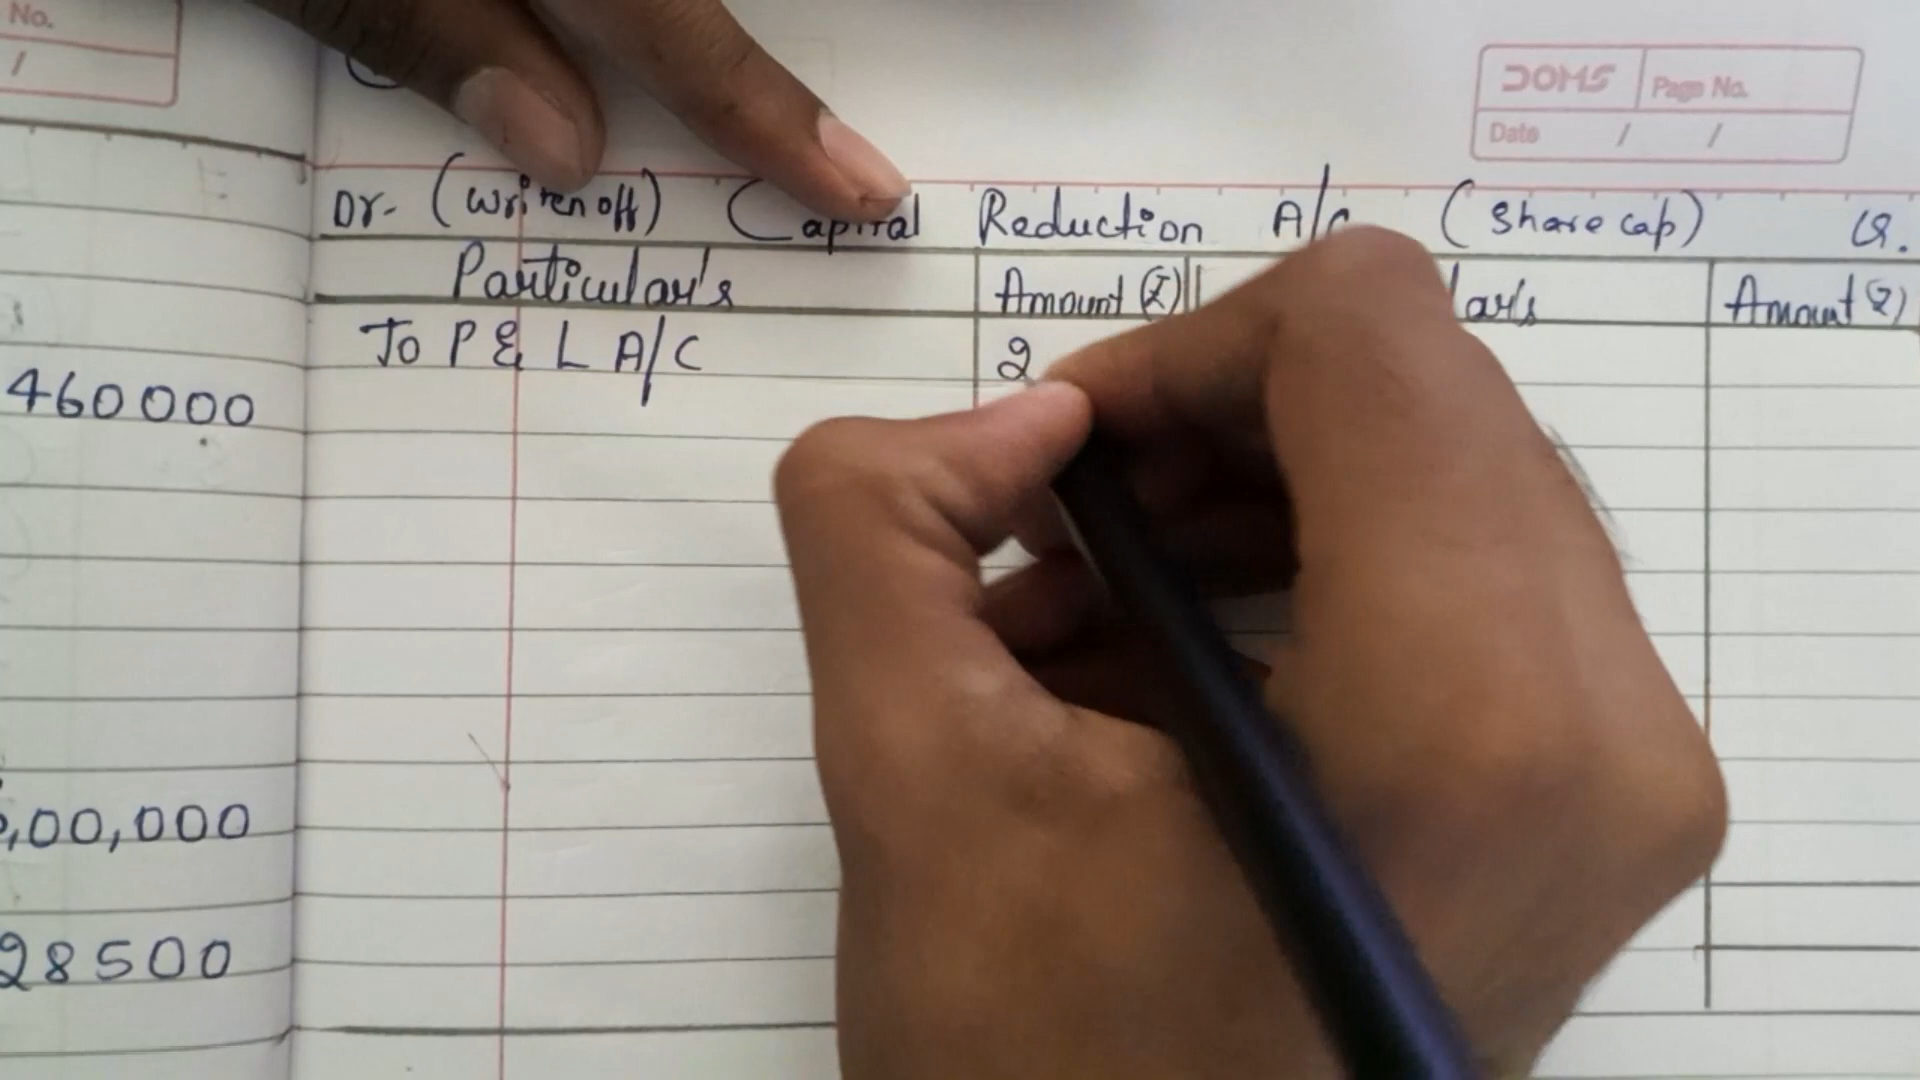 No.
/
DOMS Page No.
Date / /
Dr. (Writen off) Capital Reduction A/C (Share cap) Cr.
Particular's Amount (₹) Amount (₹)
To P & L A/C 2
460000
,00,000
28500